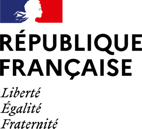 RÉPUBLIQUE
FRANÇAISE
Liberté
Égalité
Fraternité